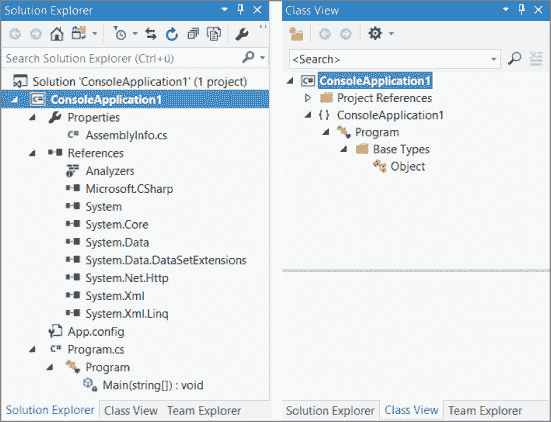 Solution Explorer
Search Solution Explorer (Ctrl+ü)
Solution 'ConsoleApplication1' (1 project)
C# ConsoleApplication1
Properties
C# AssemblyInfo.cs
References
Analyzers
Microsoft.CSharp
System
System.Core
System.Data
System.Data.DataSetExtensions
System.Net.Http
System.Xml
System.Xml.Linq
App.config
C# Program.cs
Program
Main(string[]) : void
Solution Explorer Class View Team Explorer
Class View
<Search>
C# ConsoleApplication1
Project References
{ } ConsoleApplication1
Program
Base Types
Object
Solution Explorer Class View Team Explorer